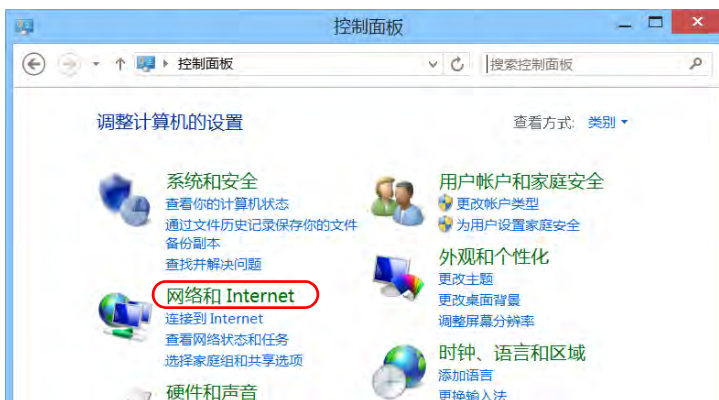 控制面板
控制面板
搜索控制面板
调整计算机的设置
查看方式: 类别
系统和安全
查看你的计算机状态
通过文件历史记录保存你的文件
备份副本
查找并解决问题
网络和 Internet
连接到 Internet
查看网络状态和任务
选择家庭组和共享选项
硬件和声音
用户帐户和家庭安全
更改帐户类型
为用户设置家庭安全
外观和个性化
更改主题
更改桌面背景
调整屏幕分辨率
时钟、语言和区域
添加语言
更换输入法